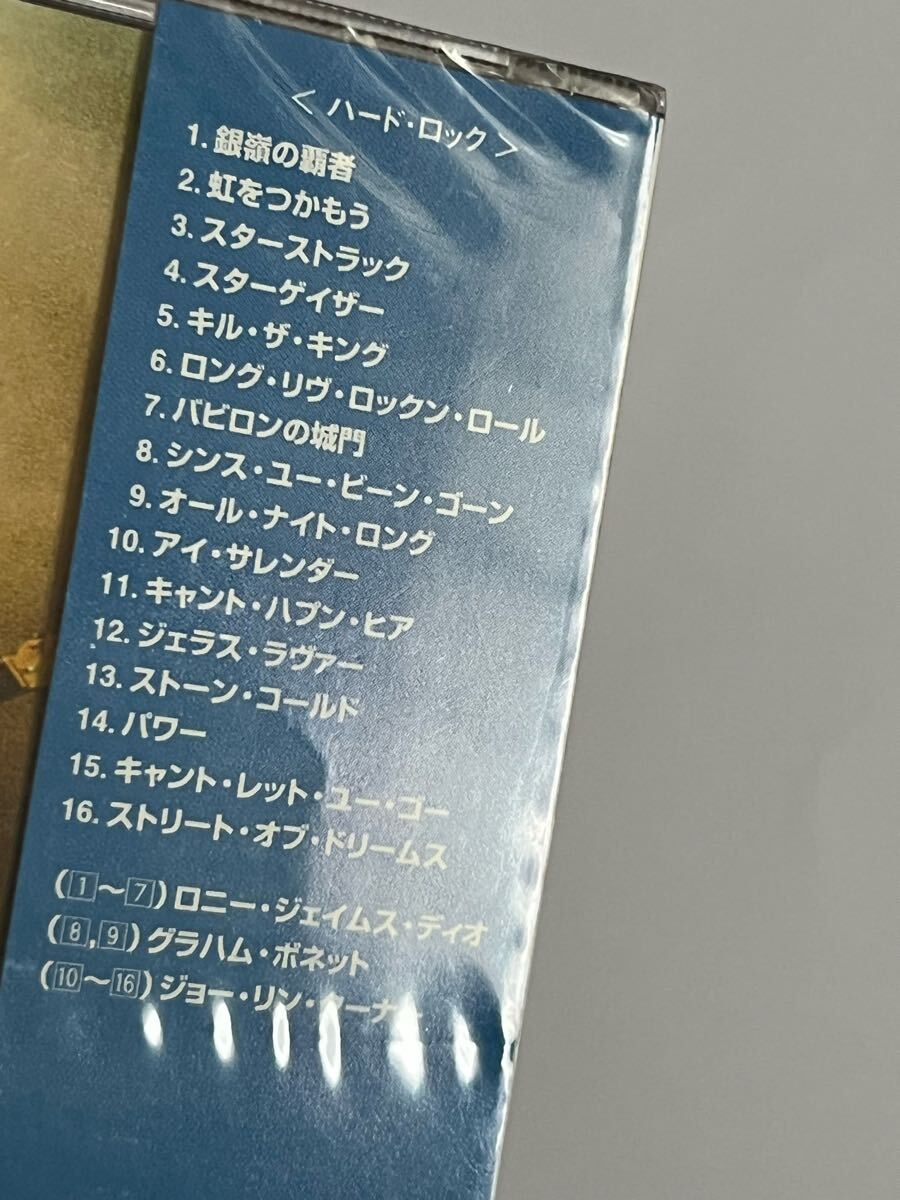 ＜ハード・ロック＞
1. 銀嶺の覇者
2. 虹をつかもう
3. スターストラック
4. スターゲイザー
5. キル・ザ・キング
6. ロング・リヴ・ロックン・ロール
7. バビロンの城門
8. シンス・ユー・ビーン・ゴーン
9. オール・ナイト・ロング
10. アイ・サレンダー
11. キャント・ハプン・ヒア
12. ジェラス・ラヴァー
13. ストーン・コールド
14. パワー
15. キャント・レット・ユー・ゴー
16. ストリート・オブ・ドリームス
(1〜7)ロニー・ジェイムス・ディオ
(8,9)グラハム・ボネット
(10〜16)ジョー・リン・ターナー